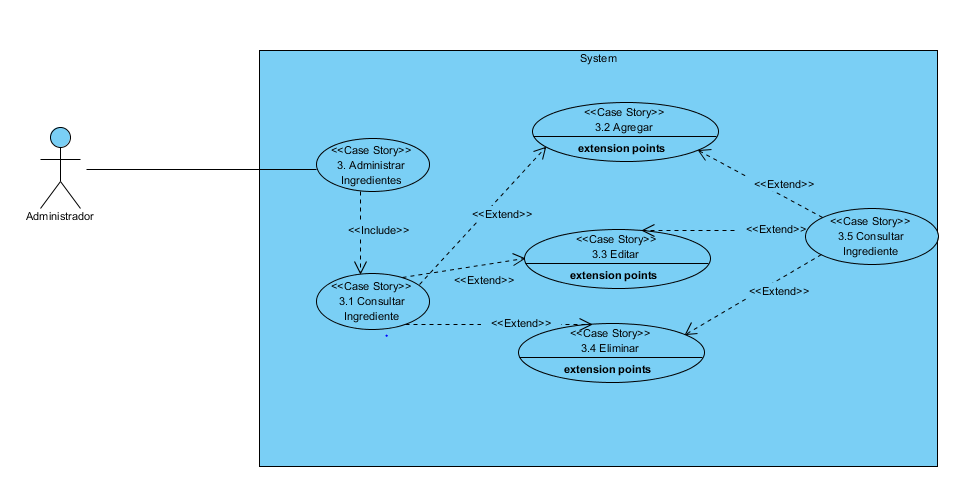 System
<<Case Story>>
3.2 Agregar
extension points
<<Case Story>>
3. Administrar
Ingredientes
<<Extend>>
Administrador
<<Extend>>
<<Case Story>>
3.5 Consultar
Ingrediente
<<Include>>
<<Extend>>
<<Case Story>>
3.3 Editar
extension points
<<Extend>>
<<Case Story>>
3.1 Consultar
Ingrediente
<<Extend>>
<<Extend>>
<<Case Story>>
3.4 Eliminar
extension points